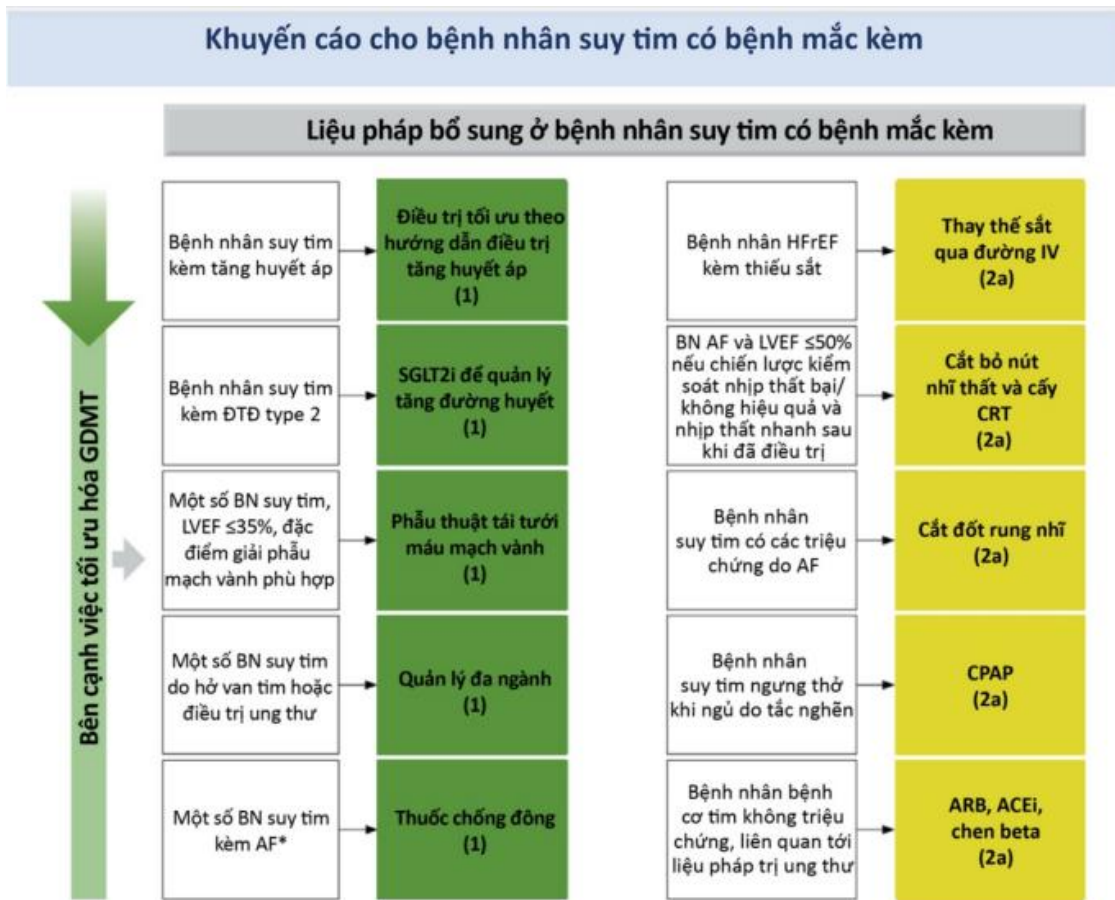 Khuyến cáo cho bệnh nhân suy tim có bệnh mắc kèm
Liệu pháp bổ sung ở bệnh nhân suy tim có bệnh mắc kèm
Bên cạnh việc tối ưu hóa GDMT
Bệnh nhân suy tim
kèm tăng huyết áp
Điều trị tối ưu theo
hướng dẫn điều trị
tăng huyết áp
(1)
Bệnh nhân suy tim
kèm ĐTĐ type 2
SGLT2i để quản lý
tăng đường huyết
(1)
Một số BN suy tim,
LVEF ≤35%, đặc
điểm giải phẫu
mạch vành phù hợp
Phẫu thuật tái tưới
máu mạch vành
(1)
Một số BN suy tim
do hở van tim hoặc
điều trị ung thư
Quản lý đa ngành
(1)
Một số BN suy tim
kèm AF*
Thuốc chống đông
(1)
Bệnh nhân HFrEF
kèm thiếu sắt
Thay thế sắt
qua đường IV
(2a)
BN AF và LVEF ≤50%
nếu chiến lược kiểm
soát nhịp thất bại/
không hiệu quả và
nhịp thất nhanh sau
khi đã điều trị
Cắt bỏ nút
nhĩ thất và cấy
CRT
(2a)
Bệnh nhân
suy tim có các triệu
chứng do AF
Cắt đốt rung nhĩ
(2a)
Bệnh nhân
suy tim ngưng thở
khi ngủ do tắc nghẽn
CPAP
(2a)
Bệnh nhân bệnh
cơ tim không triệu
chứng, liên quan tới
liệu pháp trị ung thư
ARB, ACEi,
chen beta
(2a)